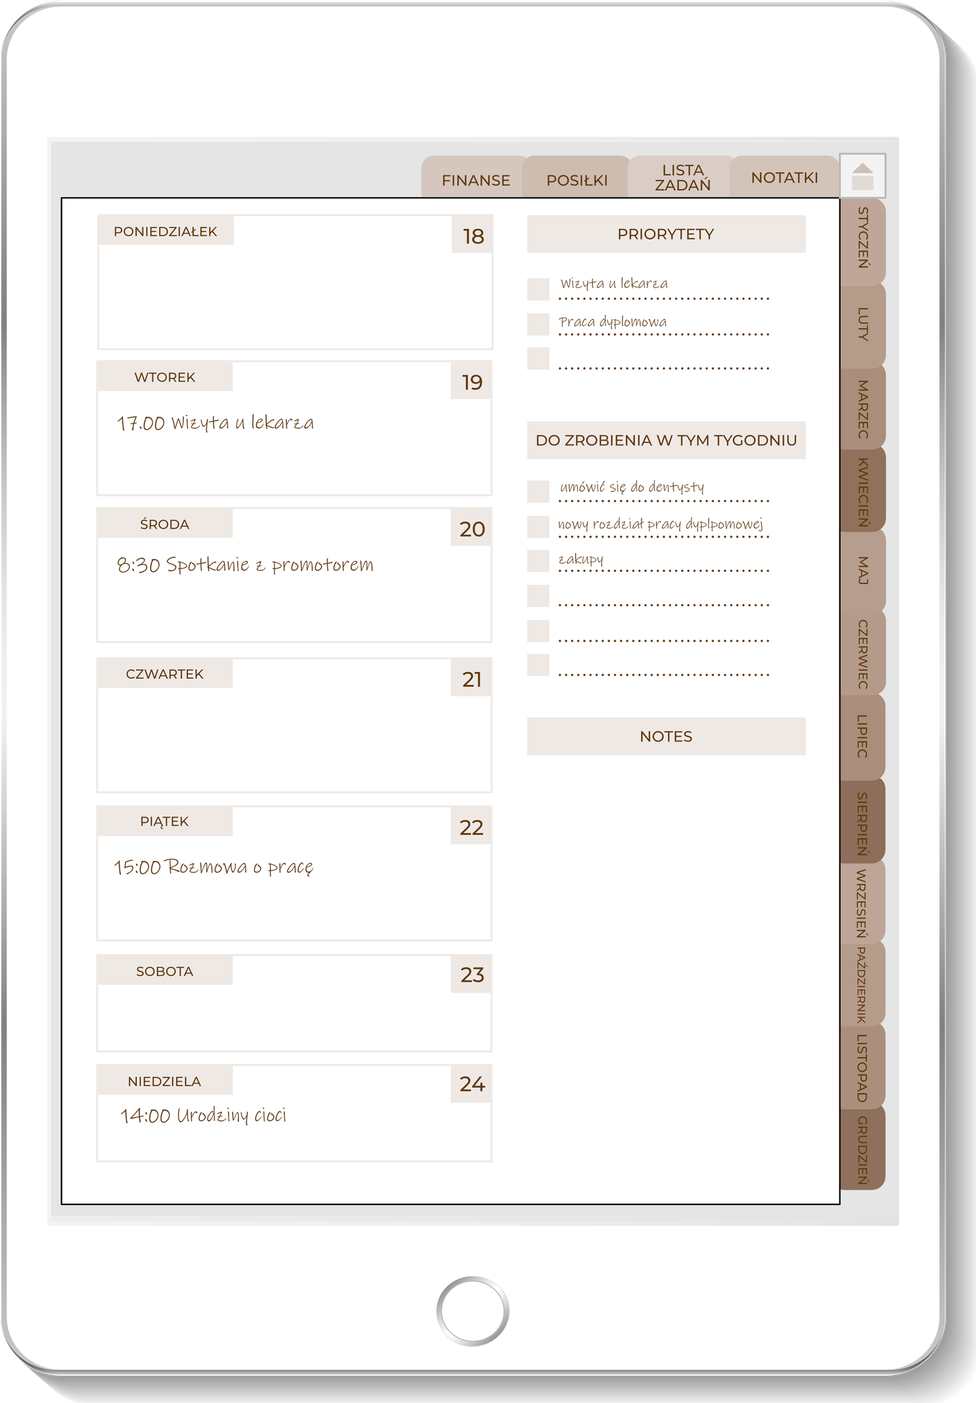 FINANSE
POSIŁKI
LISTA
ZADAŃ
NOTATKI
PONIEDZIAŁEK
18
WTOREK
19
17.00 Wizyta u lekarza
ŚRODA
20
8:30 Spotkanie z promotorem
CZWARTEK
21
PIĄTEK
22
15:00 Rozmowa o pracę
SOBOTA
23
NIEDZIELA
24
14:00 Urodziny cioci
PRIORYTETY
Wizyta u lekarza
Praca dyplomowa
DO ZROBIENIA W TYM TYGODNIU
umówić się do dentysty
nowy rozdział pracy dyplpomowej
zakupy
NOTES
STYCZEŃ
LUTY
MARZEC
KWIECIEŃ
MAJ
CZERWIEC
LIPIEC
SIERPIEŃ
WRZESIEŃ
PAŹDZIERNIK
LISTOPAD
GRUDZIEŃ